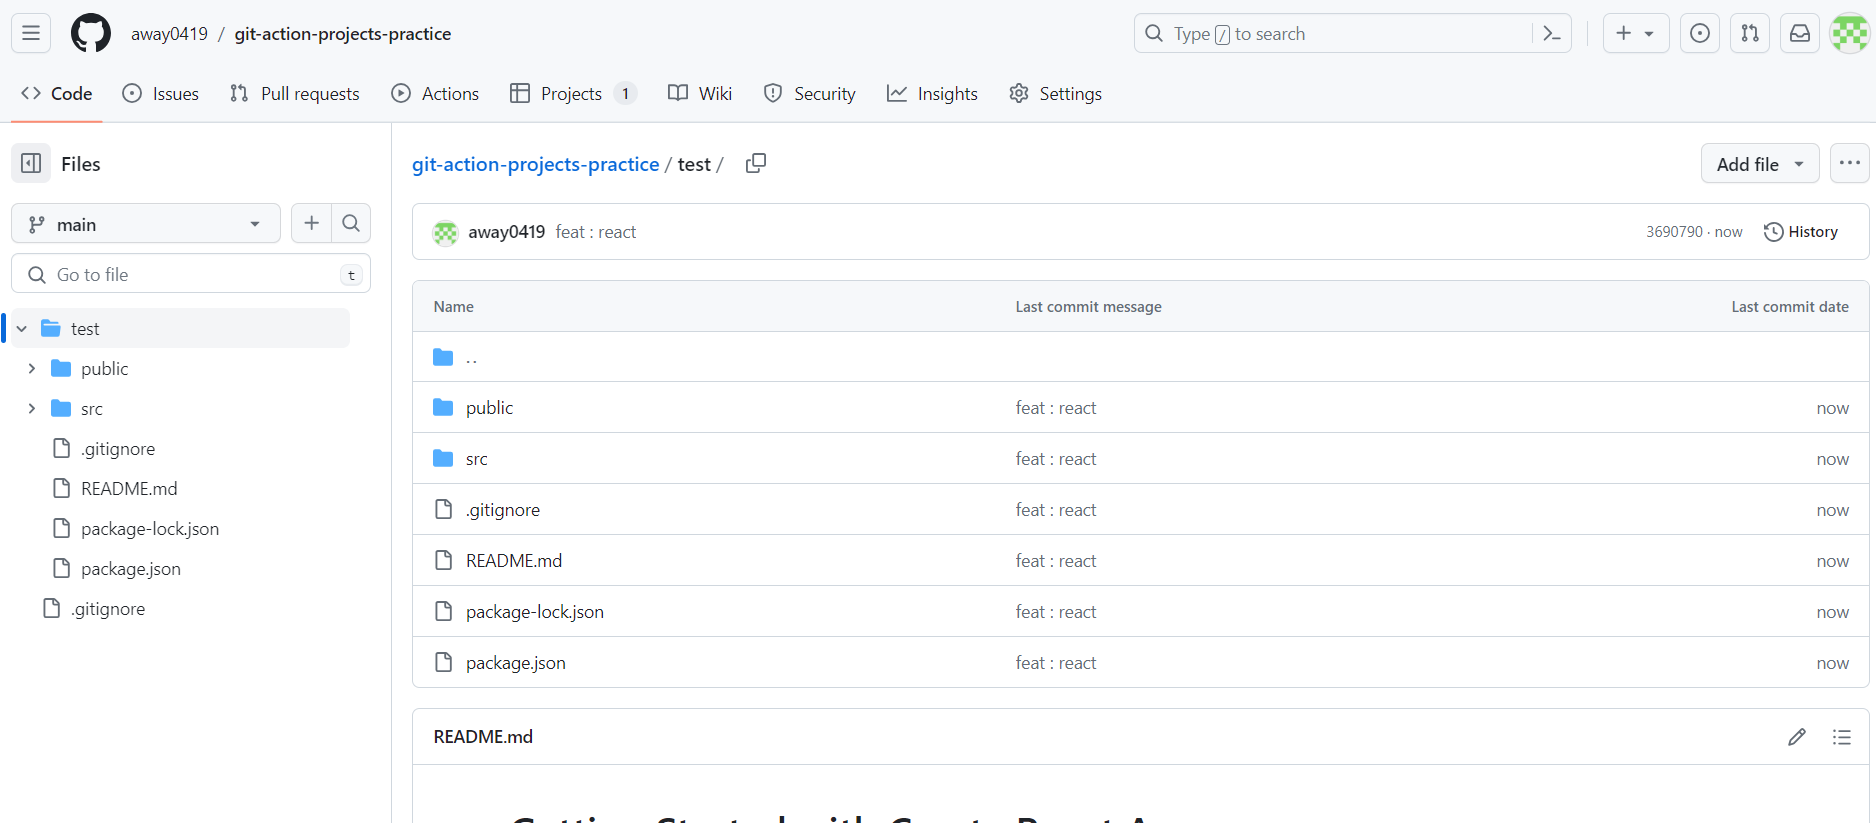 away0419 / git-action-projects-practice
Type / to search
Code
Issues
Pull requests
Actions
Projects 1
Wiki
Security
Insights
Settings
Files
main
Go to file
t
test
public
src
.gitignore
README.md
package-lock.json
package.json
.gitignore
git-action-projects-practice / test /
Add file
away0419 feat : react
3690790 · now
History
Name Last commit message Last commit date
..
public feat : react now
src feat : react now
.gitignore feat : react now
README.md feat : react now
package-lock.json feat : react now
package.json feat : react now
README.md